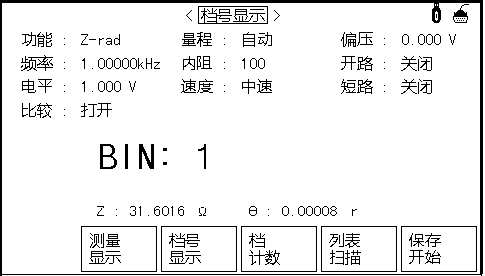 <档号显示>
功能 : Z-rad 量程 : 自动 偏压 : 0.000 V
频率 : 1.00000kHz 内阻 : 100 开路 : 关闭
电平 : 1.000 V 速度 : 中速 短路 : 关闭
比较 : 打开
BIN: 1
Z : 31.6016 Ω Θ : 0.00008 r
测量 档号 档 列表 保存
显示 显示 计数 扫描 开始